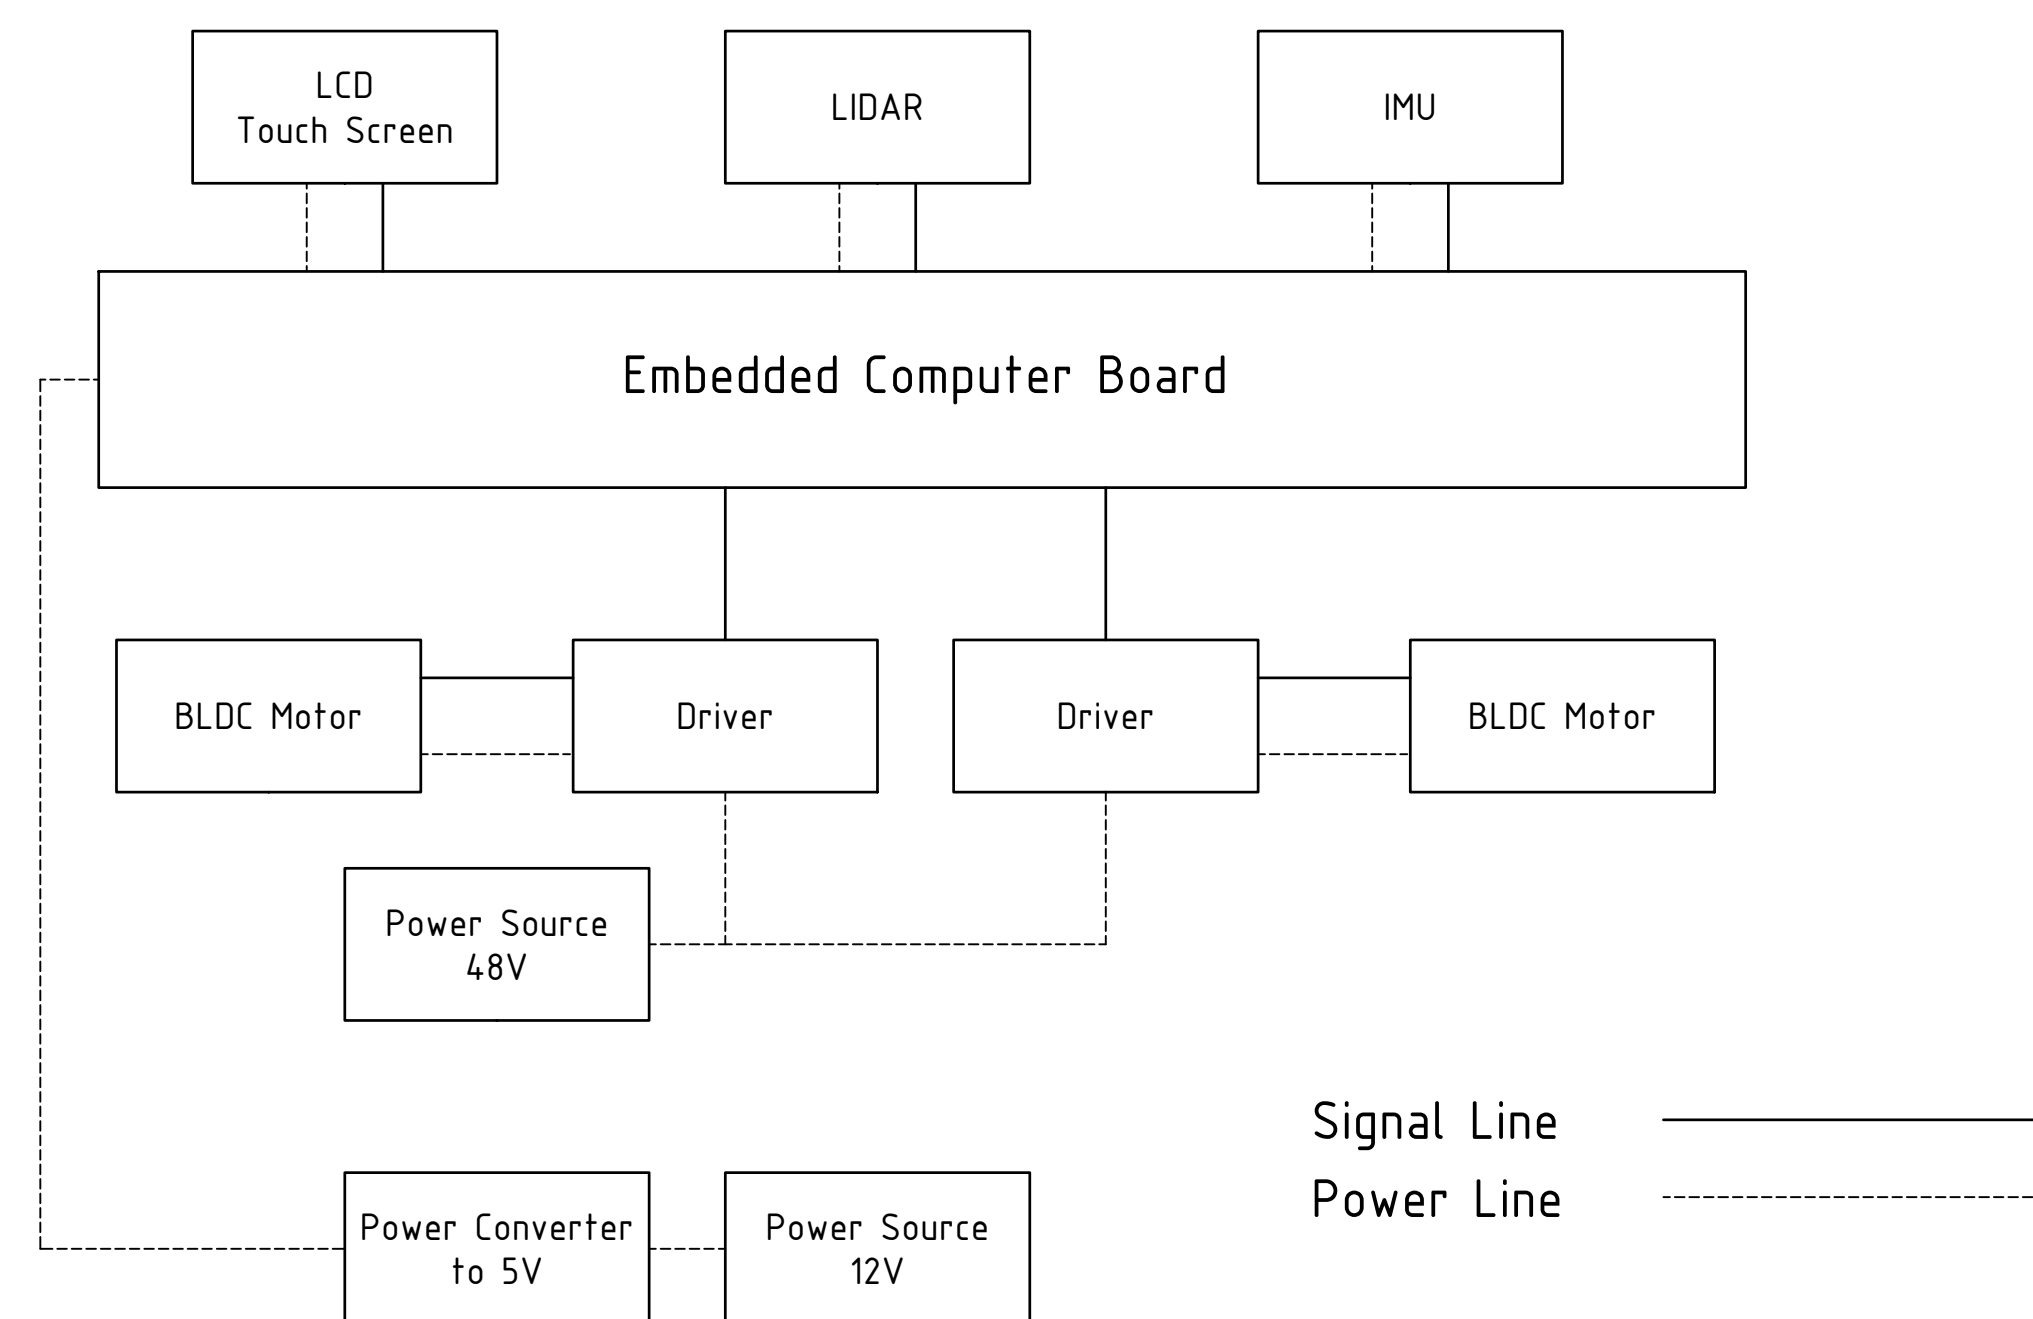 LCD
Touch Screen
LIDAR
IMU
Embedded Computer Board
BLDC Motor
Driver
Driver
BLDC Motor
Power Source
48V
Signal Line
Power Line
Power Converter
to 5V
Power Source
12V